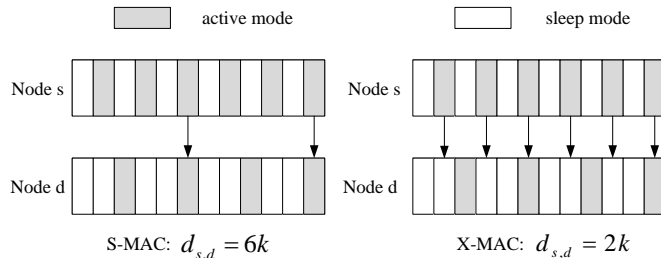 active mode sleep mode
Node s Node s
Node d Node d
S-MAC: d_{s,d} = 6k X-MAC: d_{s,d} = 2k